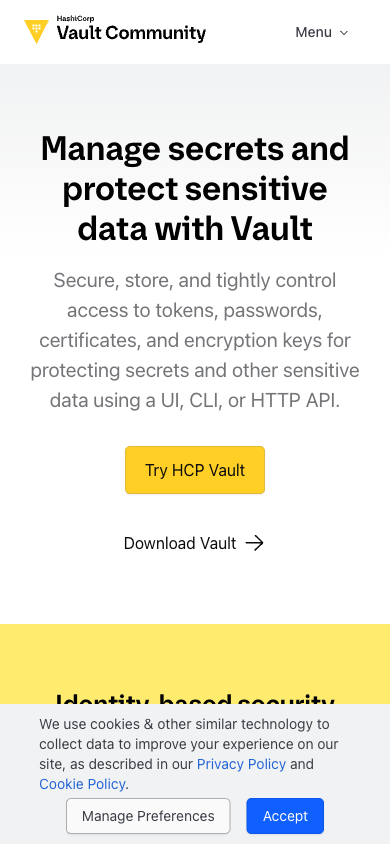 HashiCorp
Vault Community
Menu
Manage secrets and
protect sensitive
data with Vault
Secure, store, and tightly control
access to tokens, passwords,
certificates, and encryption keys for
protecting secrets and other sensitive
data using a UI, CLI, or HTTP API.
Try HCP Vault
Download Vault
Identity-based security
We use cookies & other similar technology to
collect data to improve your experience on our
site, as described in our Privacy Policy and
Cookie Policy.
Manage Preferences
Accept